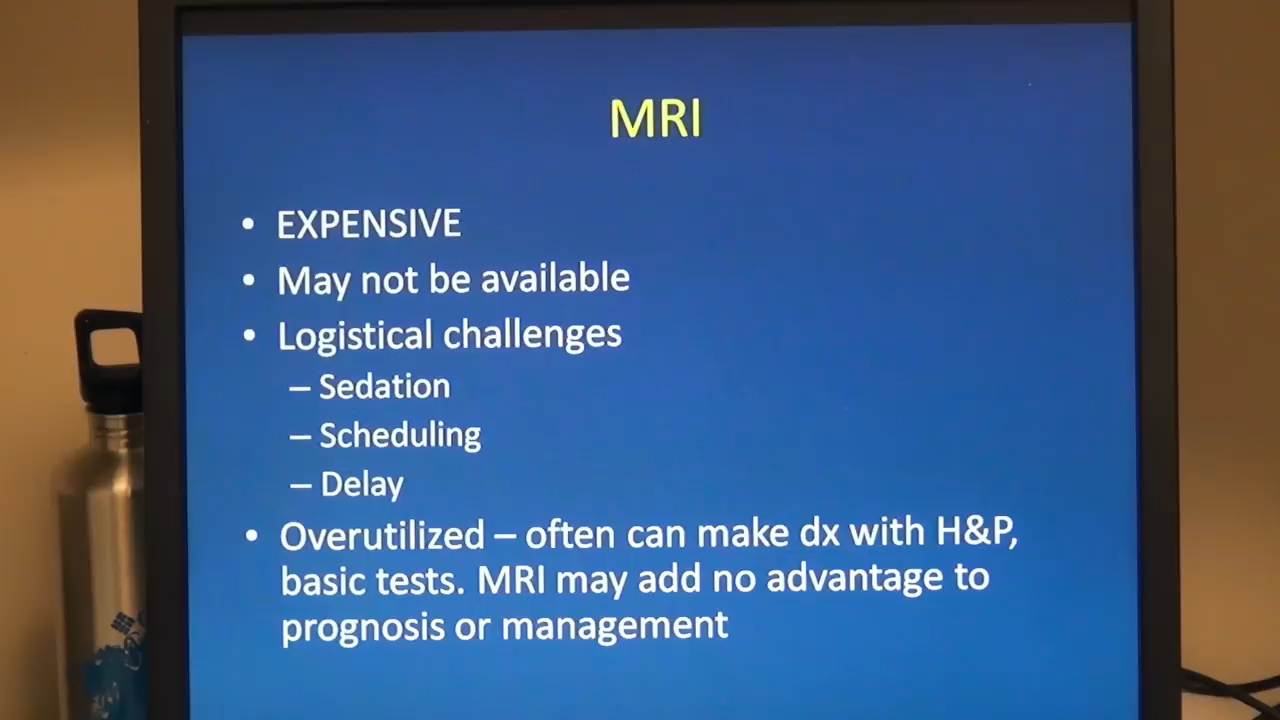 MRI
• EXPENSIVE
• May not be available
• Logistical challenges
– Sedation
– Scheduling
– Delay
• Overutilized – often can make dx with H&P,
basic tests. MRI may add no advantage to
prognosis or management